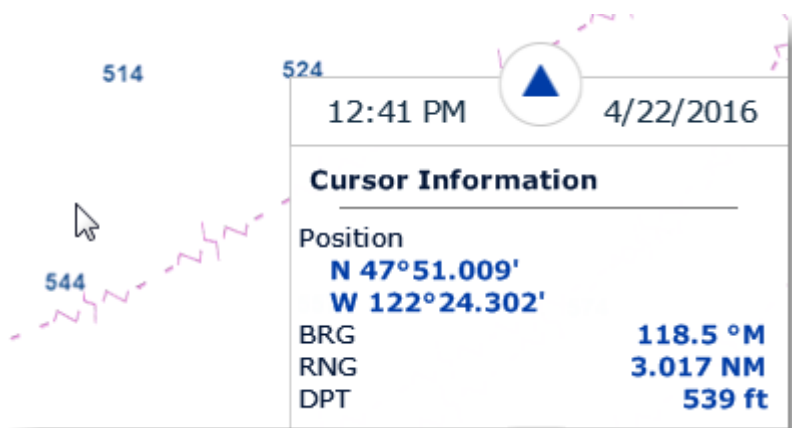 514
524
12:41 PM 4/22/2016
Cursor Information
Position
N 47°51.009'
W 122°24.302'
544
BRG 118.5 °M
RNG 3.017 NM
DPT 539 ft